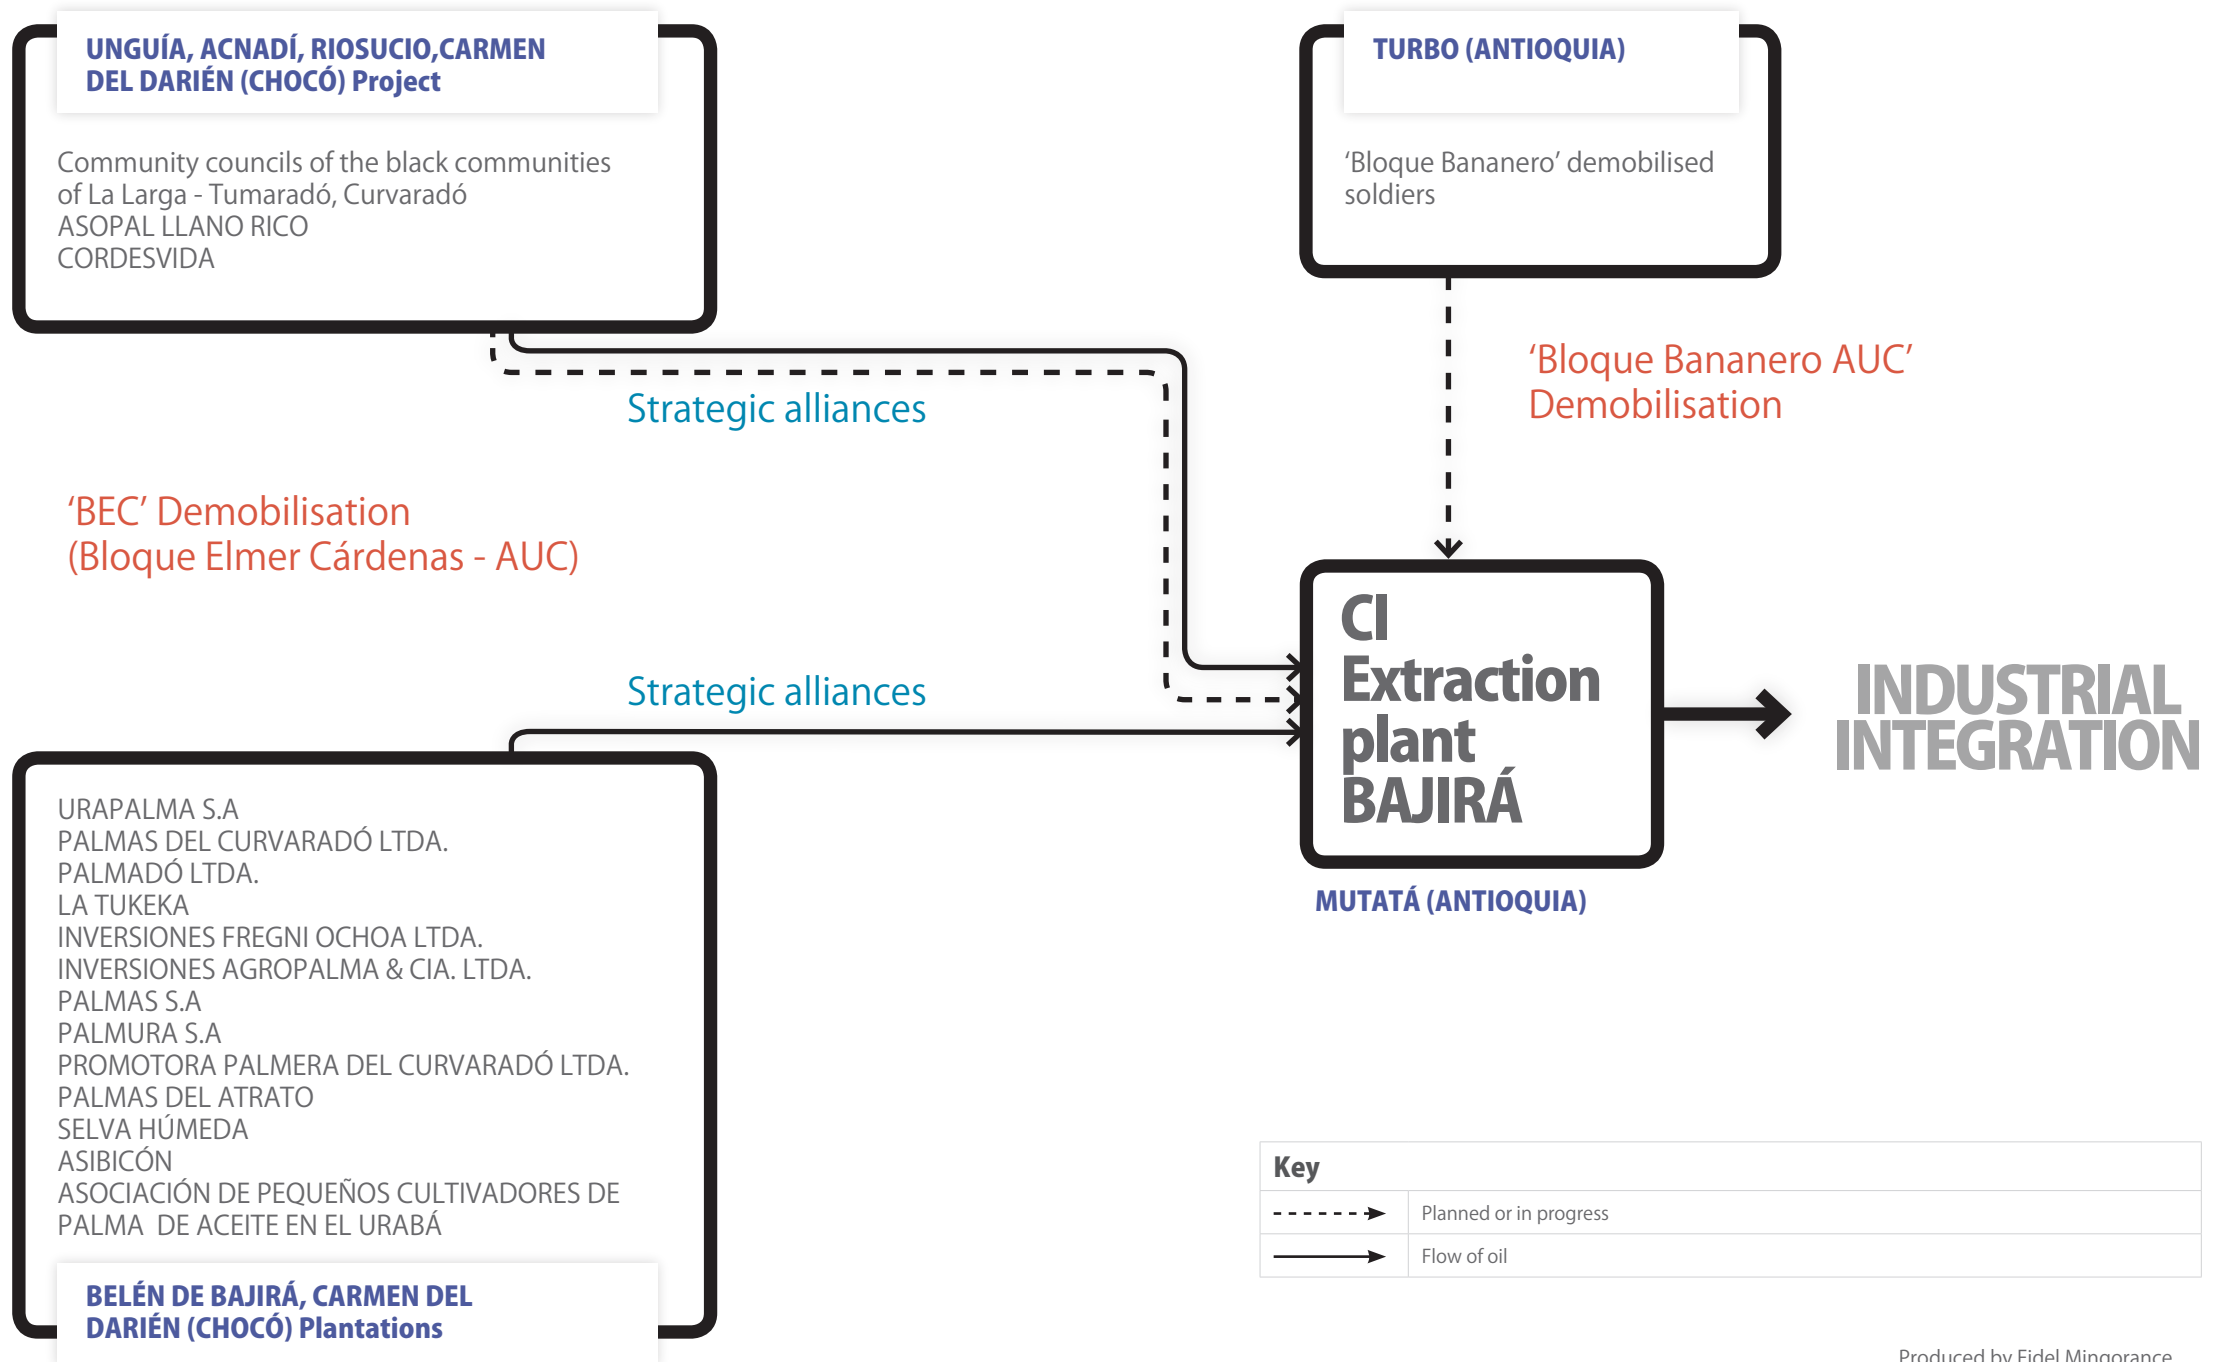 UNGUÍA, ACNADÍ, RIOSUCIO,CARMEN
DEL DARIÉN (CHOCÓ) Project
Community councils of the black communities
of La Larga - Tumaradó, Curvaradó
ASOPAL LLANO RICO
CORDESVIDA
TURBO (ANTIOQUIA)
‘Bloque Bananero’ demobilised
soldiers
Strategic alliances
‘Bloque Bananero AUC’
Demobilisation
‘BEC’ Demobilisation
(Bloque Elmer Cárdenas - AUC)
Strategic alliances
CI
Extraction
plant
BAJIRÁ
MUTATÁ (ANTIOQUIA)
INDUSTRIAL
INTEGRATION
URAPALMA S.A
PALMAS DEL CURVARADÓ LTDA.
PALMADÓ LTDA.
LA TUKEKA
INVERSIONES FREGNI OCHOA LTDA.
INVERSIONES AGROPALMA & CIA. LTDA.
PALMAS S.A
PALMURA S.A
PROMOTORA PALMERA DEL CURVARADÓ LTDA.
PALMAS DEL ATRATO
SELVA HÚMEDA
ASIBICÓN
ASOCIACIÓN DE PEQUEÑOS CULTIVADORES DE
PALMA DE ACEITE EN EL URABÁ
BELÉN DE BAJIRÁ, CARMEN DEL
DARIÉN (CHOCÓ) Plantations
Key
Planned or in progress
Flow of oil
Produced by Fidel Mingorance